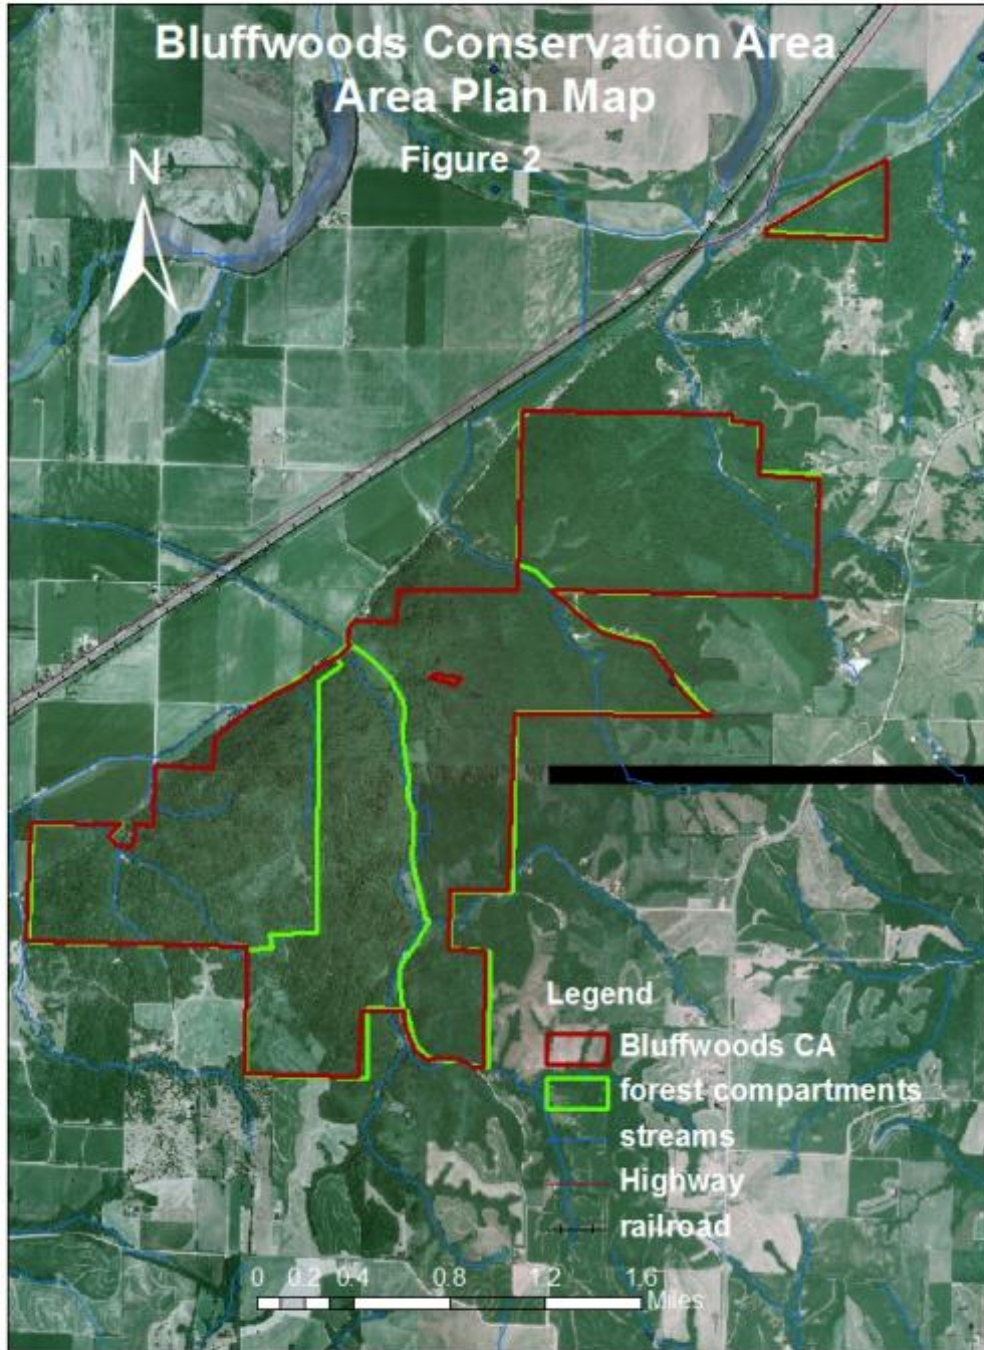 Bluffwoods Conservation Area
Area Plan Map
Figure 2
N
Legend
Bluffwoods CA
forest compartments
streams
Highway
railroad
0 0.2 0.4 0.8 1.2 1.6
Miles